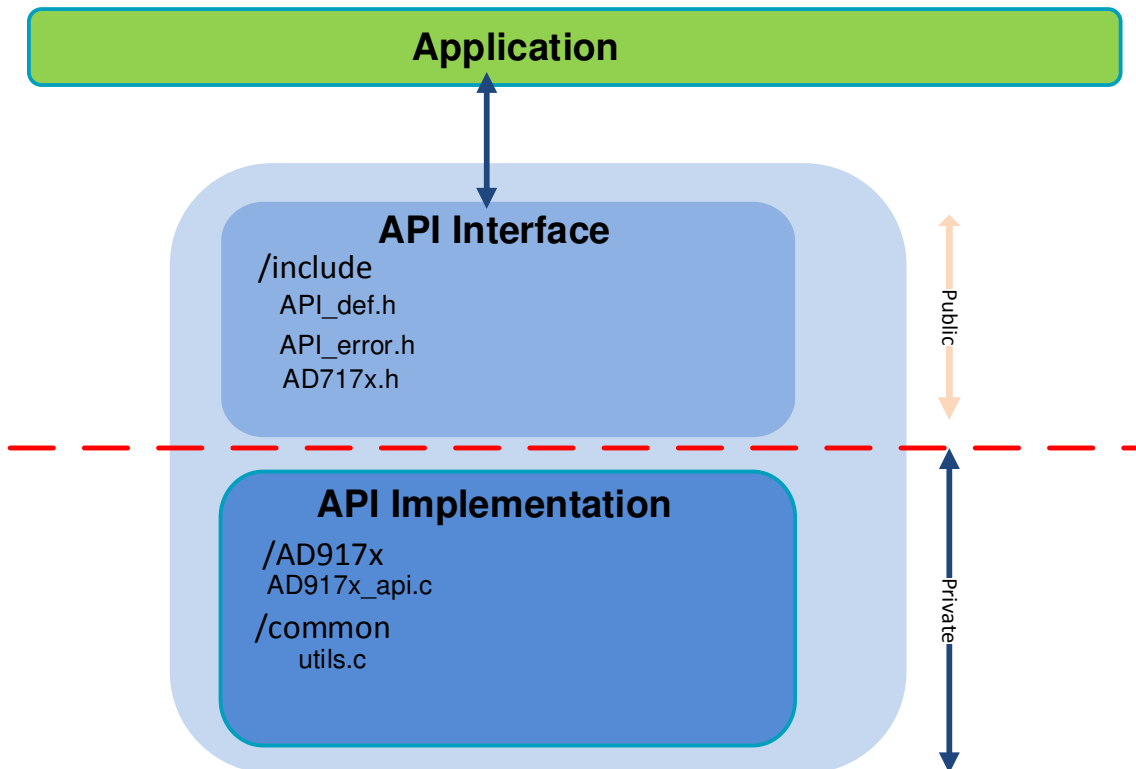 Application
API Interface
/include
API_def.h
API_error.h
AD717x.h
Public
API Implementation
/AD917x
AD917x_api.c
/common
utils.c
Private